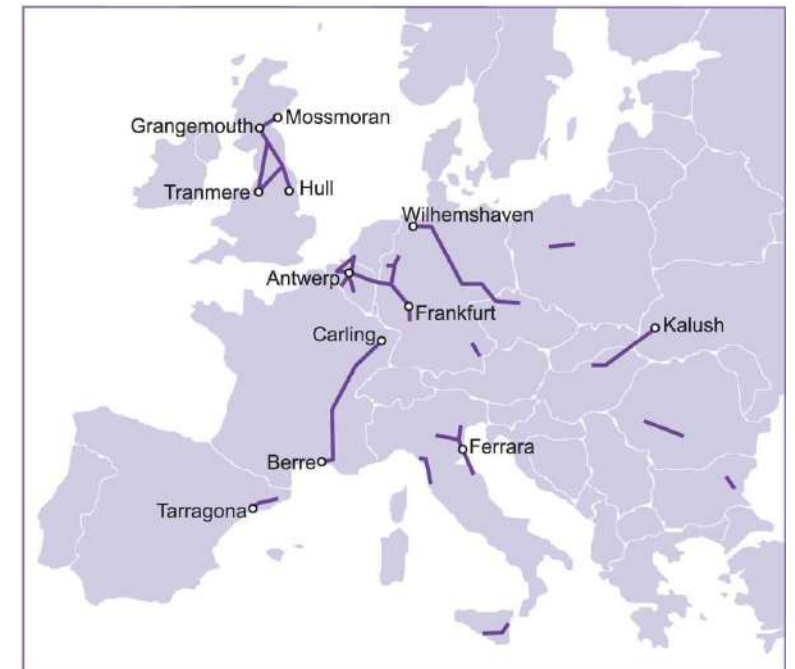 Mossmoran
Grangemouth
Tranmere
Hull
Wilhemshaven
Antwerp
Frankfurt
Kalush
Carling
Berre
Ferrara
Tarragona